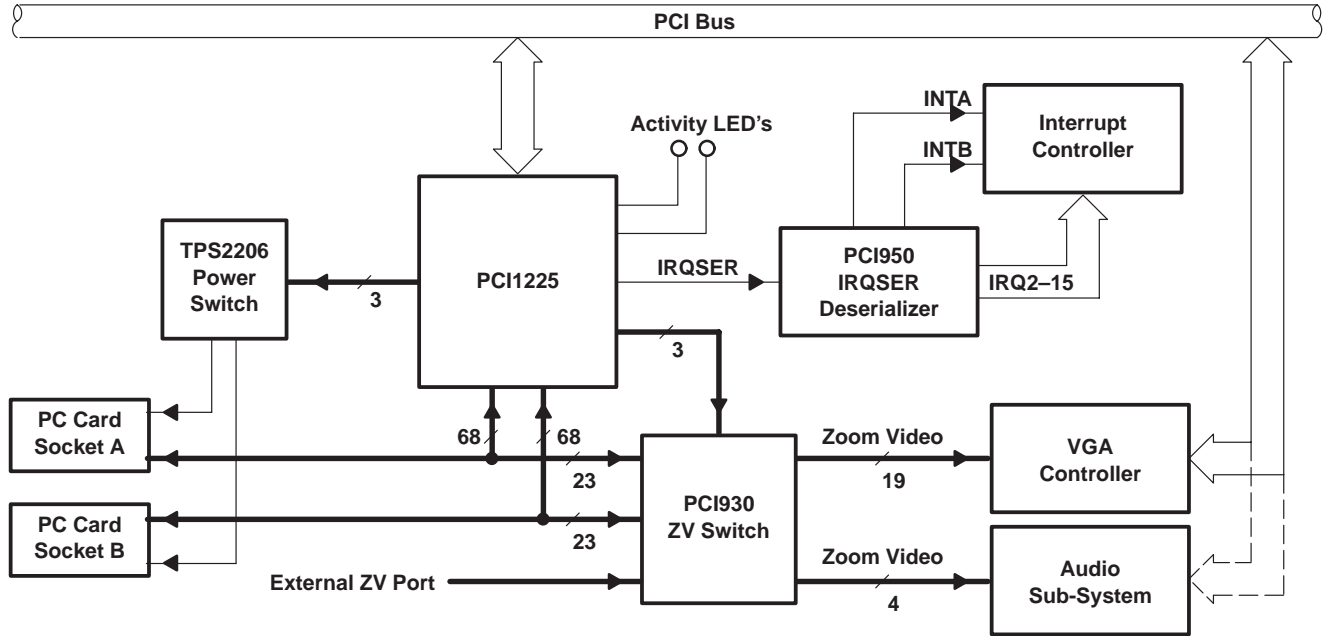 PCI Bus
Activity LED's
INTA
INTB
Interrupt
Controller
TPS2206
Power
Switch
3
PCI1225
IRQSER
PCI950
IRQSER
Deserializer
IRQ2–15
3
PC Card
Socket A
68
68
23
PC Card
Socket B
23
External ZV Port
PCI930
ZV Switch
Zoom Video
19
VGA
Controller
Zoom Video
4
Audio
Sub-System